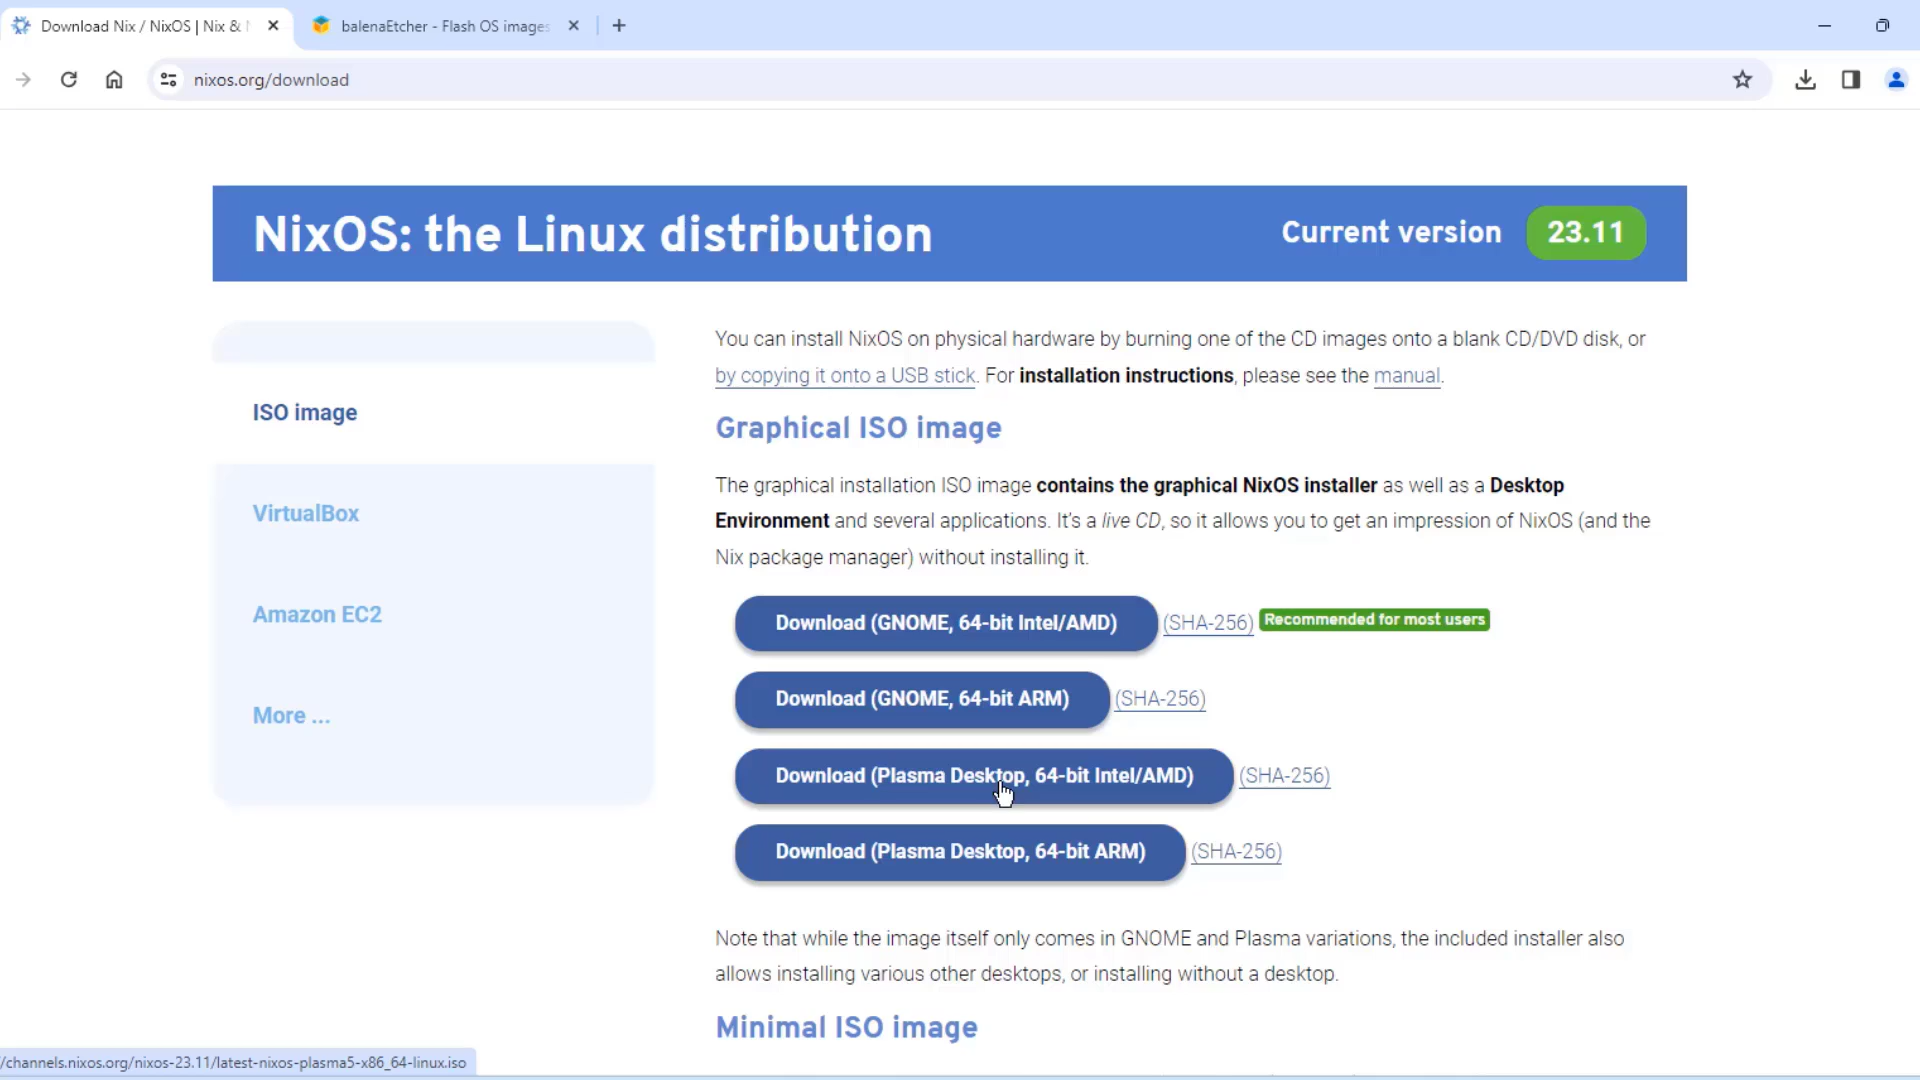 Download Nix / NixOS | Nix &
balenaEtcher - Flash OS images
nixos.org/download
NixOS: the Linux distribution
Current version
23.11
ISO image
VirtualBox
Amazon EC2
More ...
You can install NixOS on physical hardware by burning one of the CD images onto a blank CD/DVD disk, or
by copying it onto a USB stick. For installation instructions, please see the manual.
Graphical ISO image
The graphical installation ISO image contains the graphical NixOS installer as well as a Desktop
Environment and several applications. It's a live CD, so it allows you to get an impression of NixOS (and the
Nix package manager) without installing it.
Download (GNOME, 64-bit Intel/AMD) (SHA-256) Recommended for most users
Download (GNOME, 64-bit ARM) (SHA-256)
Download (Plasma Desktop, 64-bit Intel/AMD) (SHA-256)
Download (Plasma Desktop, 64-bit ARM) (SHA-256)
Note that while the image itself only comes in GNOME and Plasma variations, the included installer also
allows installing various other desktops, or installing without a desktop.
Minimal ISO image
/channels.nixos.org/nixos-23.11/latest-nixos-plasma5-x86_64-linux.iso